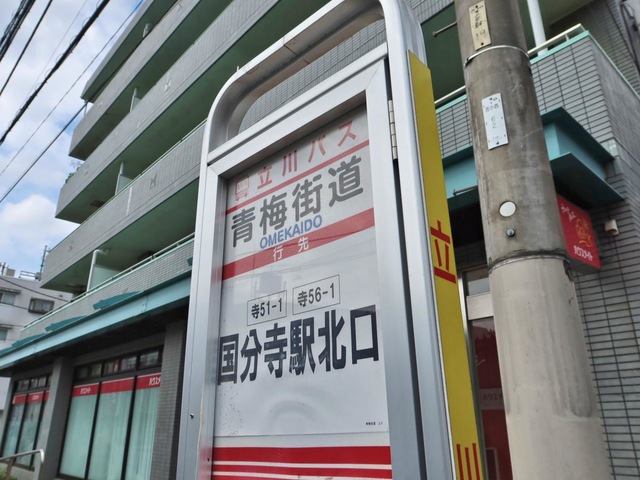 立川バス
青梅街道
OMEKAIDO
行先
寺51-1 寺56-1
国分寺駅北口
立
川